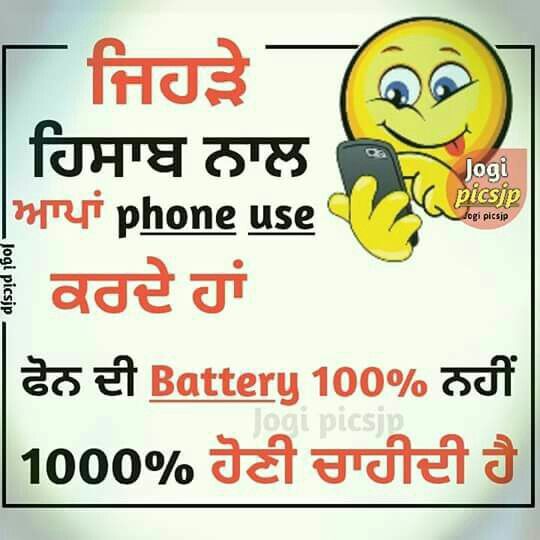 ਜਿਹੜੇ
ਹਿਸਾਬ ਨਾਲ
ਆਪਾਂ phone use
ਕਰਦੇ ਹਾਂ
ਫੋਨ ਦੀ Battery 100% ਨਹੀਂ
1000% ਹੋਣੀ ਚਾਹੀਦੀ ਹੈ
Jogi
picsjp
Jogi picsjp
Jogi picsjp
Jogi picsjp